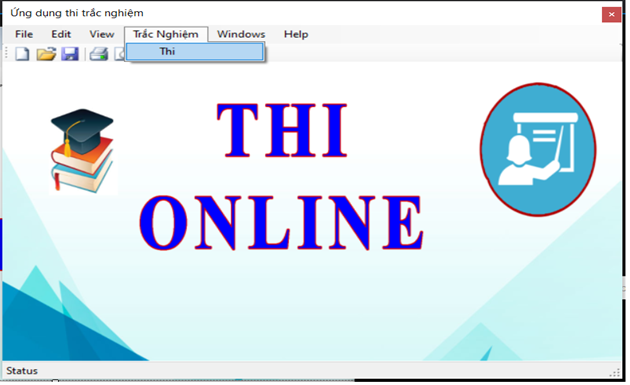 Ứng dụng thi trắc nghiệm
File Edit View Trắc Nghiệm Windows Help
Thi
THI
ONLINE
Status